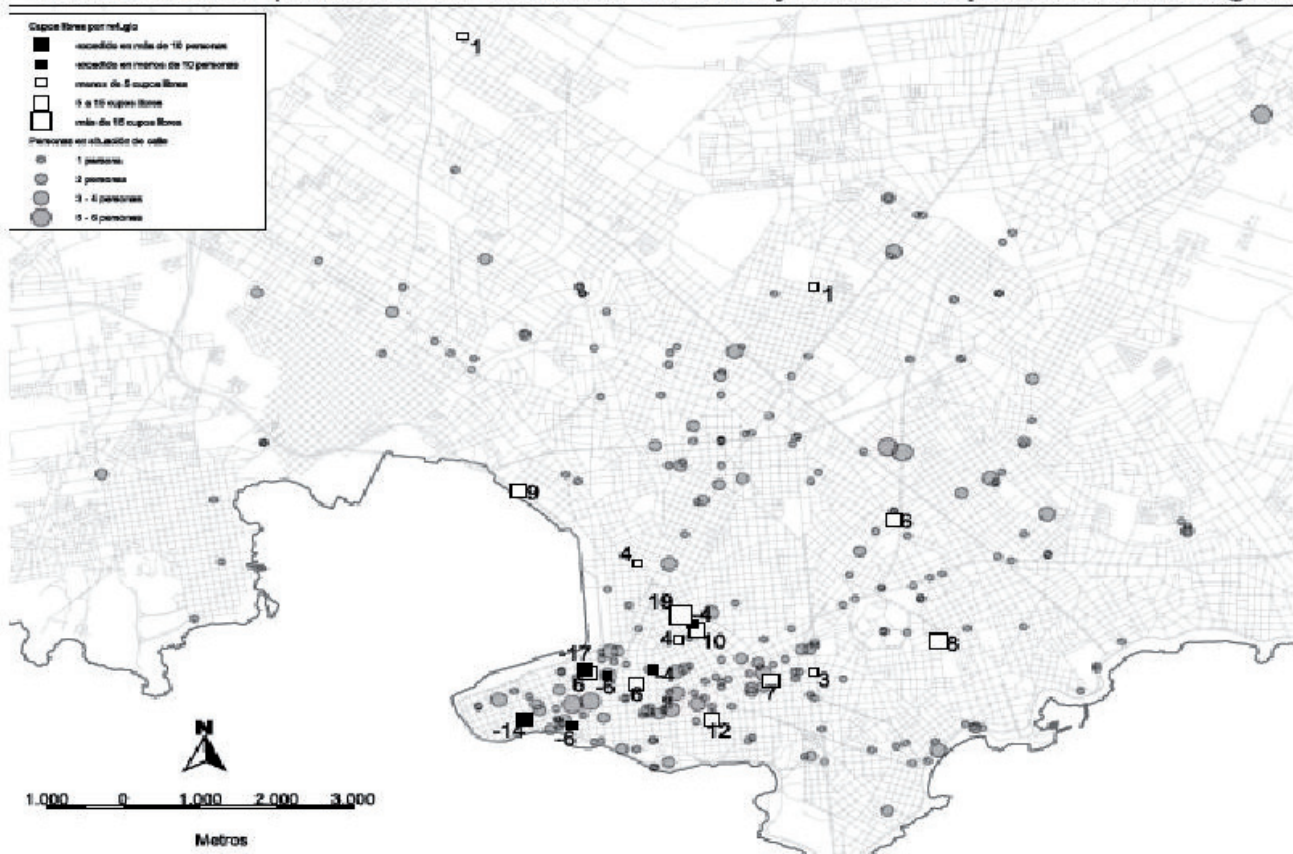 Cupos libres por refugio
excedido en más de 10 personas
excedido en menos de 10 personas
menos de 5 cupos libres
5 a 15 cupos libres
más de 15 cupos libres
Personas en situación de calle
1 persona
2 personas
3 - 4 personas
5 - 6 personas
1
1
9
6
4
19
-4
4
10
8
-17
6
-5
-4
6
7
3
-14
-6
12
N
1.000 0 1.000 2.000 3.000
Metros